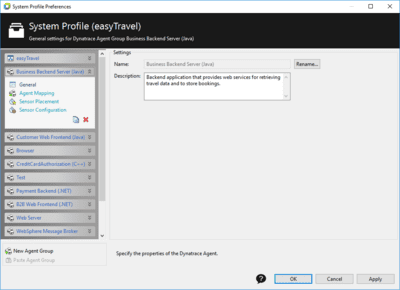 System Profile Preferences
System Profile (easyTravel)
General settings for Dynatrace Agent Group Business Backend Server (Java)
easyTravel
Business Backend Server (Java)
General
Agent Mapping
Sensor Placement
Sensor Configuration
Customer Web Frontend (Java)
Browser
CreditCardAuthorization (C++)
Test
Payment Backend (.NET)
B2B Web Frontend (.NET)
Web Server
WebSphere Message Broker
New Agent Group
Paste Agent Group
Settings
Name: Business Backend Server (Java) Rename...
Description: Backend application that provides web services for retrieving
travel data and to store bookings.
Specify the properties of the Dynatrace Agent.
? OK Cancel Apply